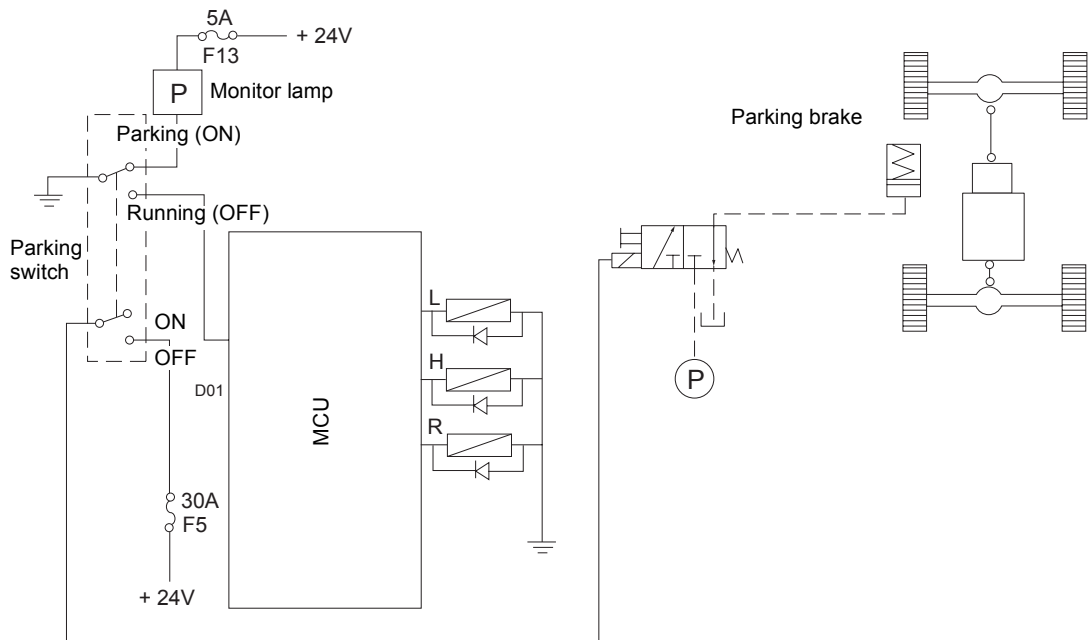 5A
F13
+ 24V
P
Monitor lamp
Parking (ON)
Running (OFF)
Parking
switch
ON
OFF
D01
MCU
L
H
R
30A
F5
+ 24V
Parking brake
P